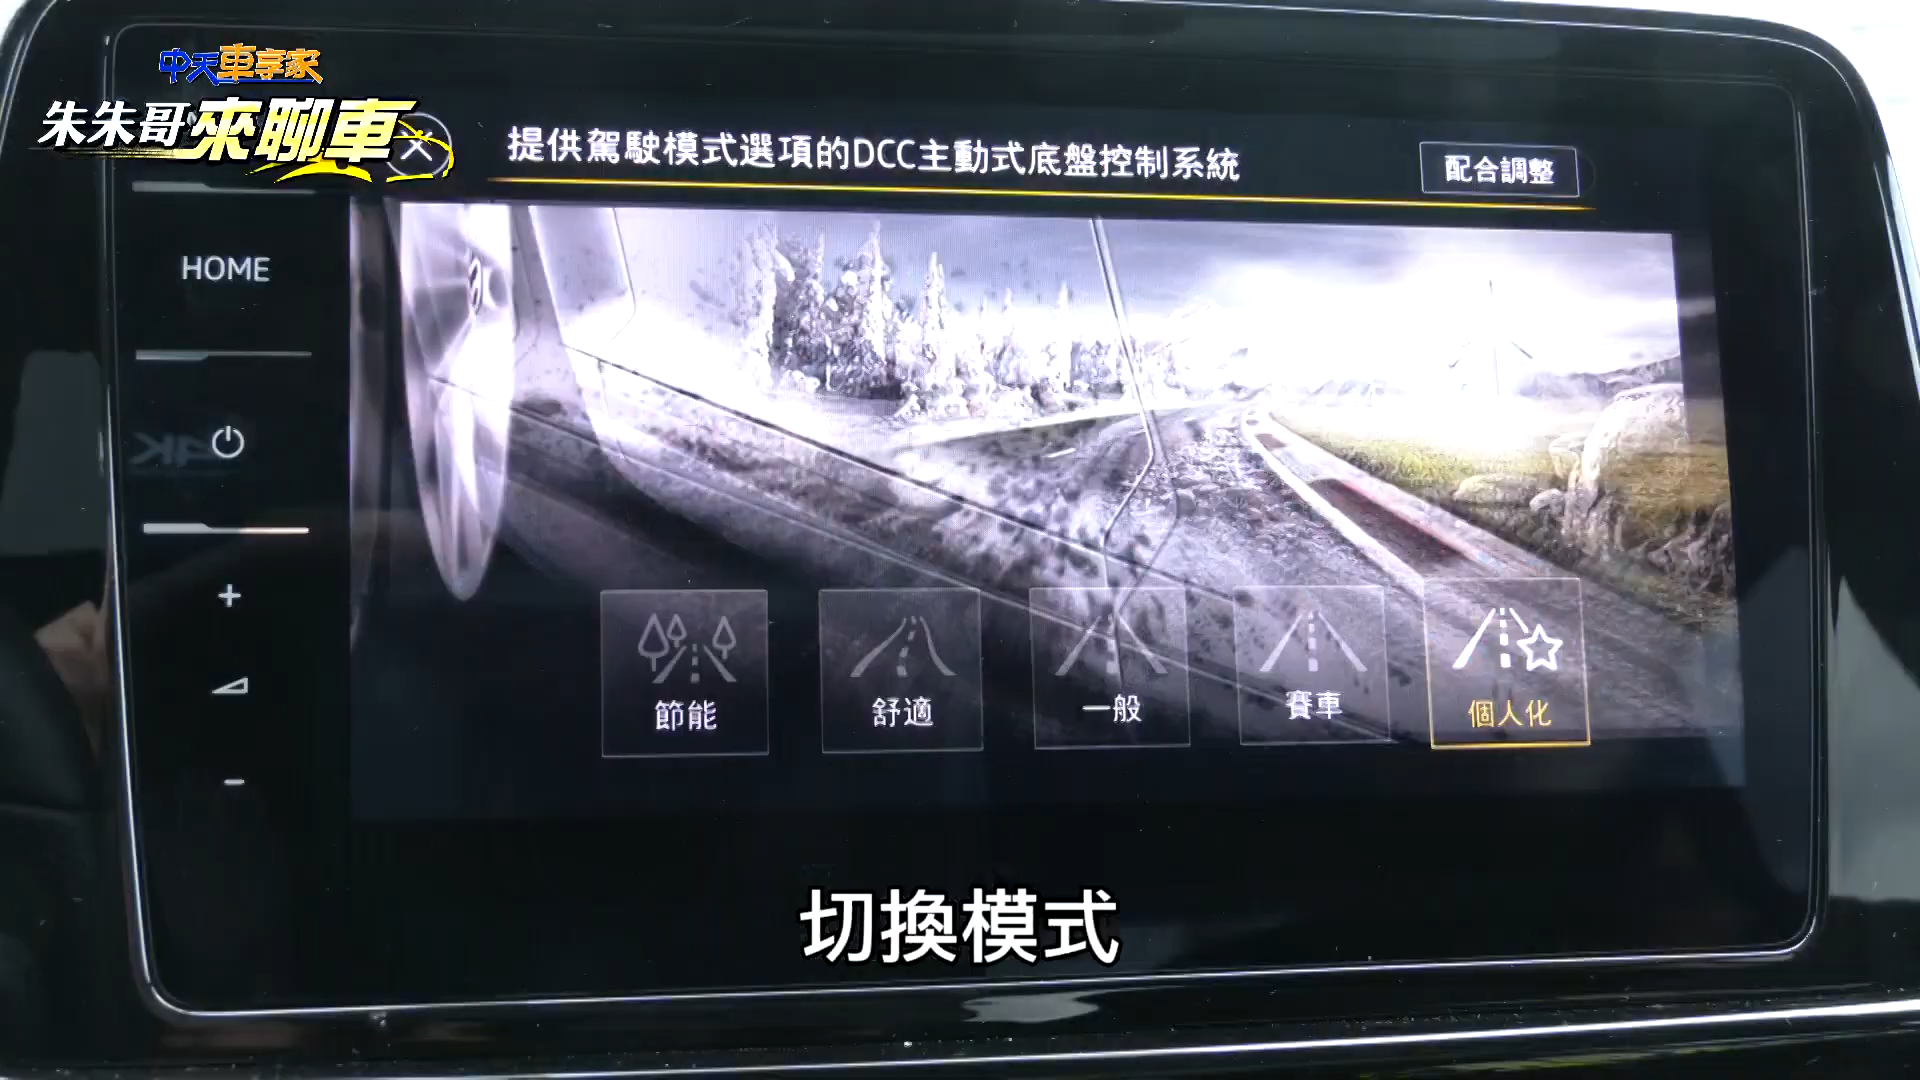 中天車享家
朱朱哥來聊車
提供駕駛模式選項的DCC主動式底盤控制系統
配合調整
HOME
節能
舒適
一般
賽車
個人化
切換模式